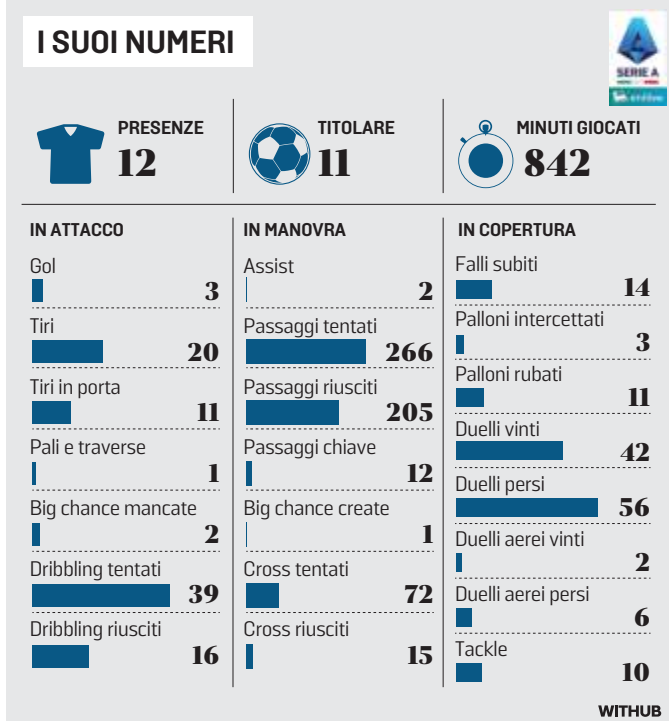 I SUOI NUMERI
SERIE A
PRESENZE
12
TITOLARE
11
MINUTI GIOCATI
842
IN ATTACCO
Gol
3
Tiri
20
Tiri in porta
11
Pali e traverse
1
Big chance mancate
2
Dribbling tentati
39
Dribbling riusciti
16
IN MANOVRA
Assist
2
Passaggi tentati
266
Passaggi riusciti
205
Passaggi chiave
12
Big chance create
1
Cross tentati
72
Cross riusciti
15
IN COPERTURA
Falli subiti
14
Palloni intercettati
3
Palloni rubati
11
Duelli vinti
42
Duelli persi
56
Duelli aerei vinti
2
Duelli aerei persi
6
Tackle
10
WITHUB